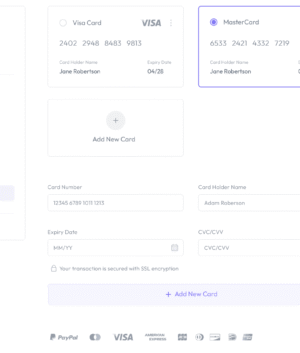 Visa Card VISA
MasterCard
2402 2948 8483 9813
6533 2421 4332 7219
Card Holder Name Expiry Date
Jane Robertson 04/28
Card Holder Name
Jane Robertson
Add New Card
Card Number
Card Holder Name
12345 6789 1011 1213
Adam Roberson
Expiry Date
CVC/CVV
MM/YY
CVC/CVV
Your transaction is secured with SSL encryption
+ Add New Card
PayPal VISA AMERICAN EXPRESS